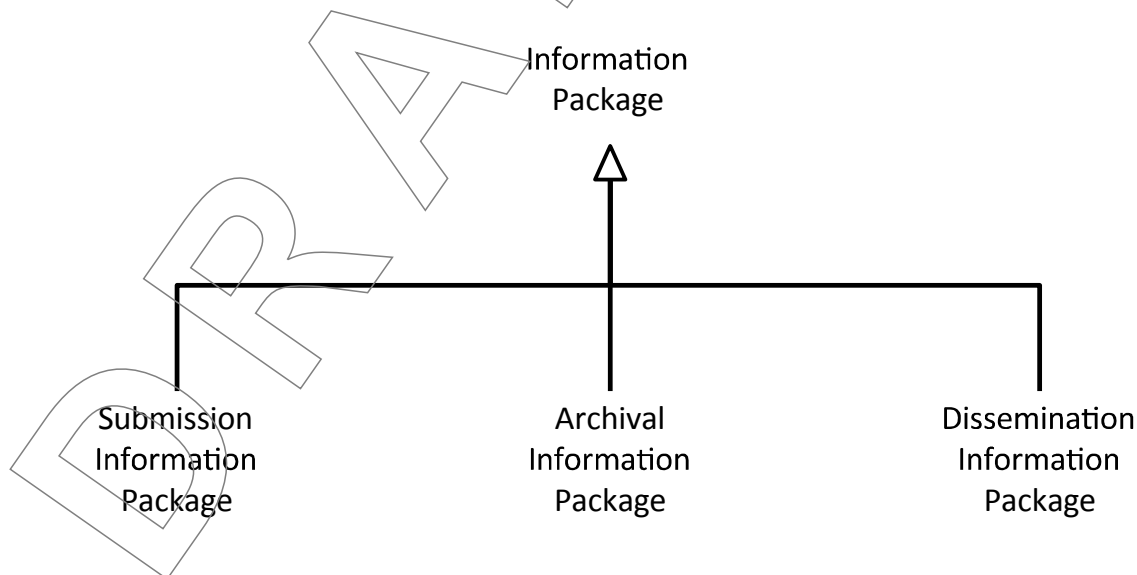 Information
Package
Submission
Information
Package
Archival
Information
Package
Dissemination
Information
Package
D R A